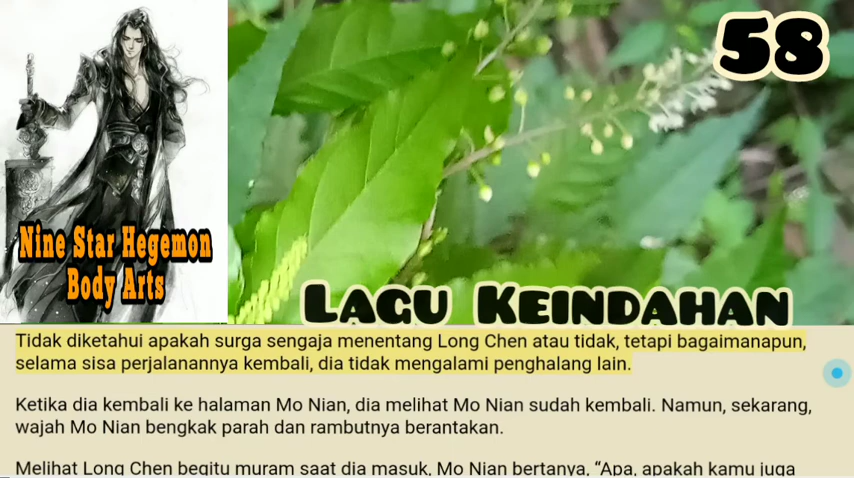 58
Nine Star Hegemon
Body Arts
LAGU KEINDAHAN
Tidak diketahui apakah surga sengaja menentang Long Chen atau tidak, tetapi bagaimanapun,
selama sisa perjalanannya kembali, dia tidak mengalami penghalang lain.
Ketika dia kembali ke halaman Mo Nian, dia melihat Mo Nian sudah kembali. Namun, sekarang,
wajah Mo Nian bengkak parah dan rambutnya berantakan.
Melihat Long Chen begitu muram saat dia masuk, Mo Nian bertanya, “Apa, apakah kamu juga